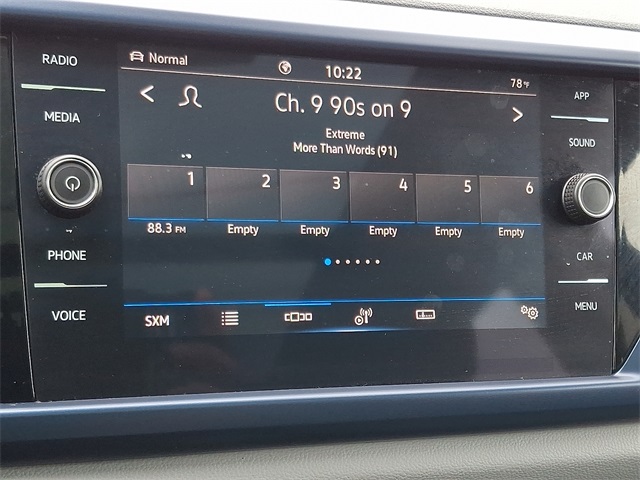 RADIO
MEDIA
PHONE
VOICE
Normal
10:22
78°F
Ch. 9 90s on 9
Extreme
More Than Words (91)
1 2 3 4 5 6
88.3 FM Empty Empty Empty Empty Empty
SXM
APP
SOUND
CAR
MENU